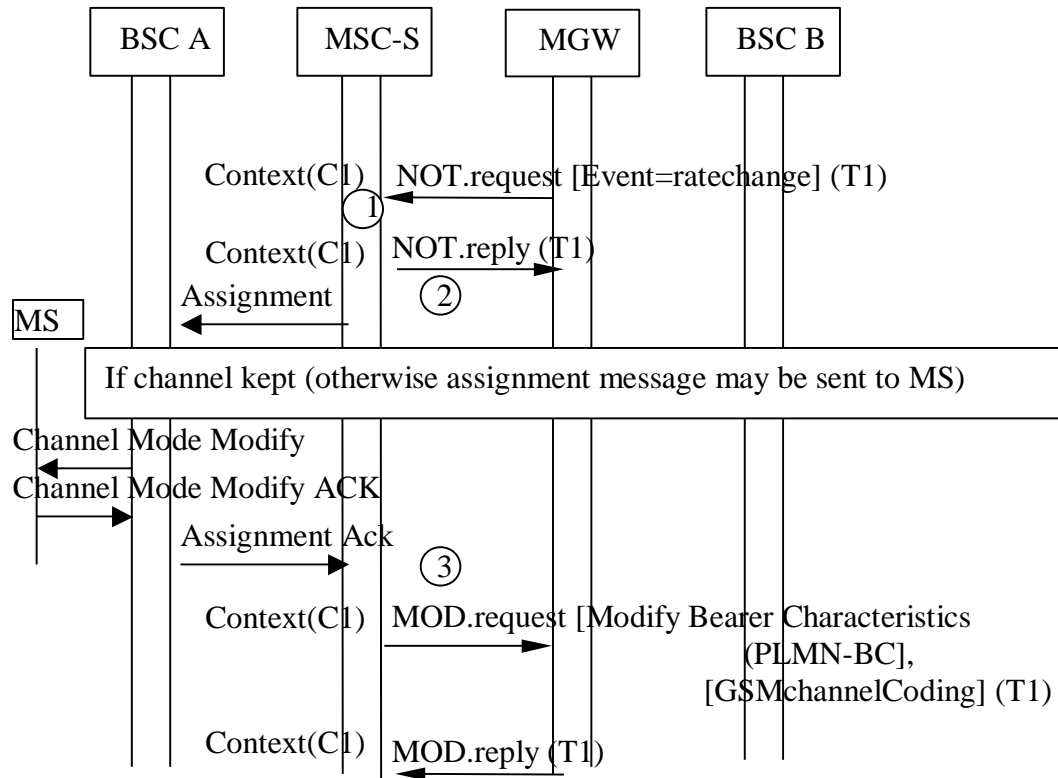 BSC A MSC-S MGW BSC B
Context(C1) NOT.request [Event=ratechange] (T1)
1
Context(C1) NOT.reply (T1)
Assignment 2
MS
If channel kept (otherwise assignment message may be sent to MS)
Channel Mode Modify
Channel Mode Modify ACK
Assignment Ack
3
Context(C1) MOD.request [Modify Bearer Characteristics
(PLMN-BC],
[GSMchannelCoding] (T1)
Context(C1) MOD.reply (T1)